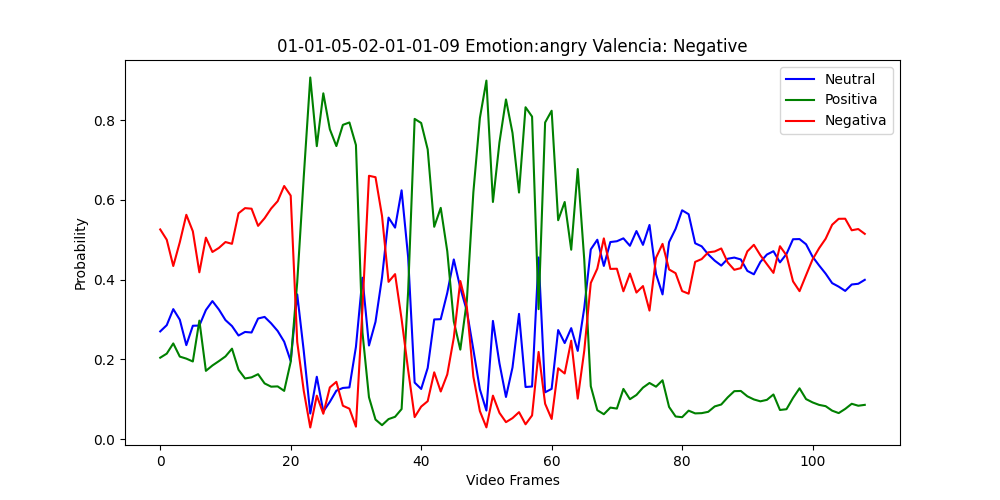 01-01-05-02-01-01-09 Emotion:angry Valencia: Negative
Neutral
Positiva
Negativa
Probability
0.8
0.6
0.4
0.2
0.0
0 20 40 60 80 100
Video Frames